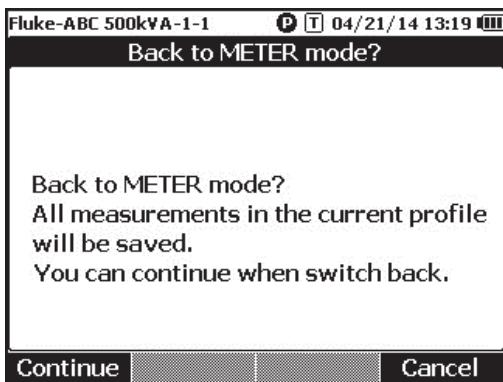 Fluke-ABC 500kVA-1-1 P T 04/21/14 13:19
Back to METER mode?
Back to METER mode?
All measurements in the current profile
will be saved.
You can continue when switch back.
Continue Cancel